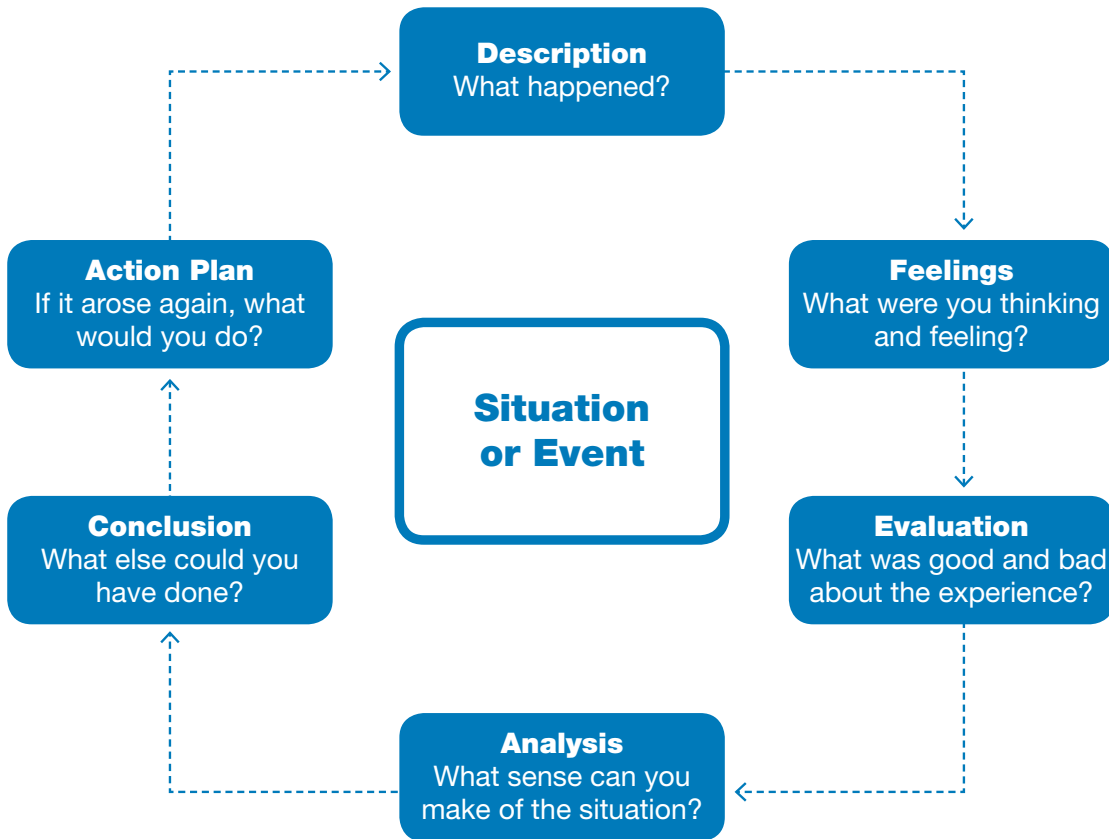 Description
What happened?
Feelings
What were you thinking
and feeling?
Evaluation
What was good and bad
about the experience?
Analysis
What sense can you
make of the situation?
Conclusion
What else could you
have done?
Action Plan
If it arose again, what
would you do?
Situation
or Event